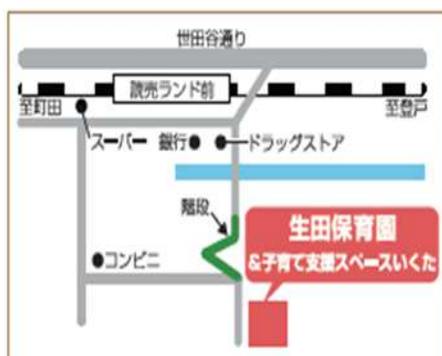 世田谷通り
読売ランド前
至町田
至登戸
スーパー
銀行
ドラッグストア
階段
コンビニ
生田保育園
&子育て支援スペースいくた